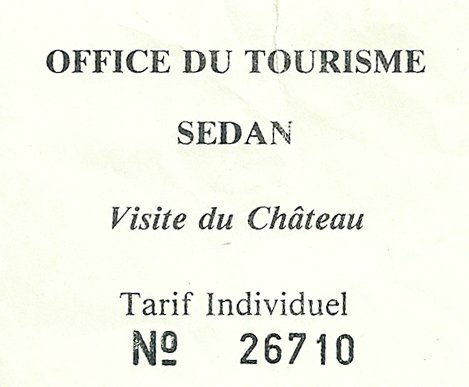 OFFICE DU TOURISME
SEDAN
Visite du Château
Tarif Individuel
Nº 26710